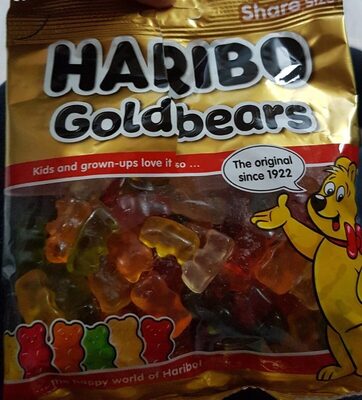 Share Size
HARIBO
Goldbears
Kids and grown-ups love it so ...
The original
since 1922
... the happy world of Haribo!